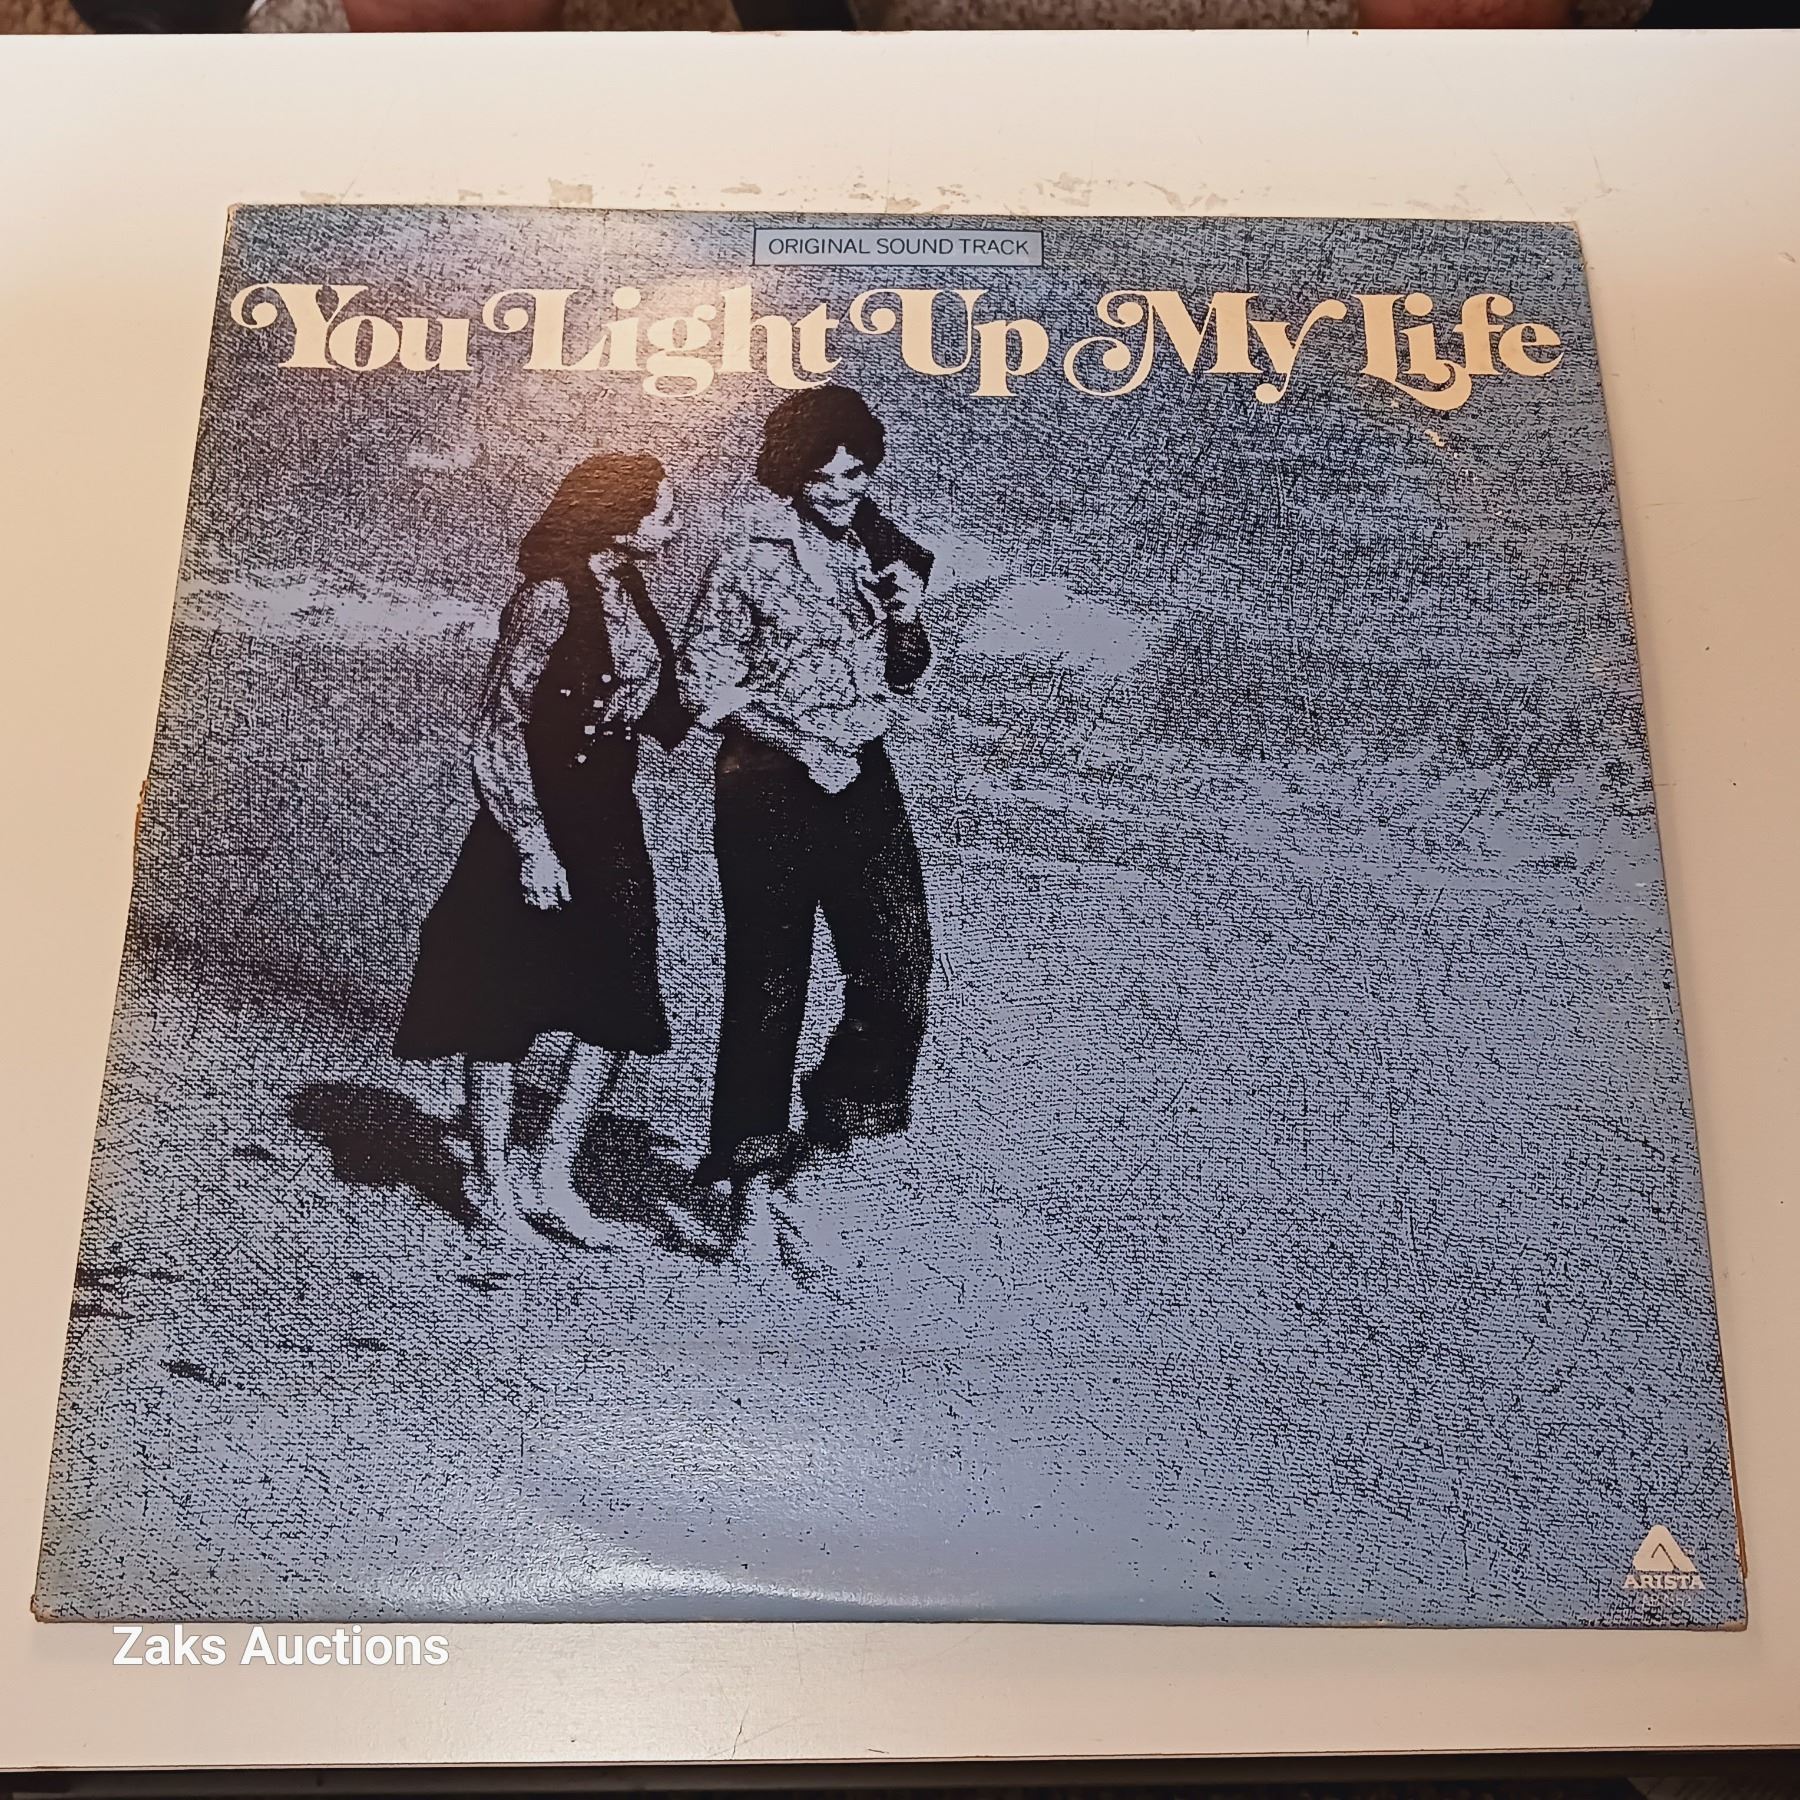 ORIGINAL SOUND TRACK
You Light Up My Life
ARISTA
Zaks Auctions